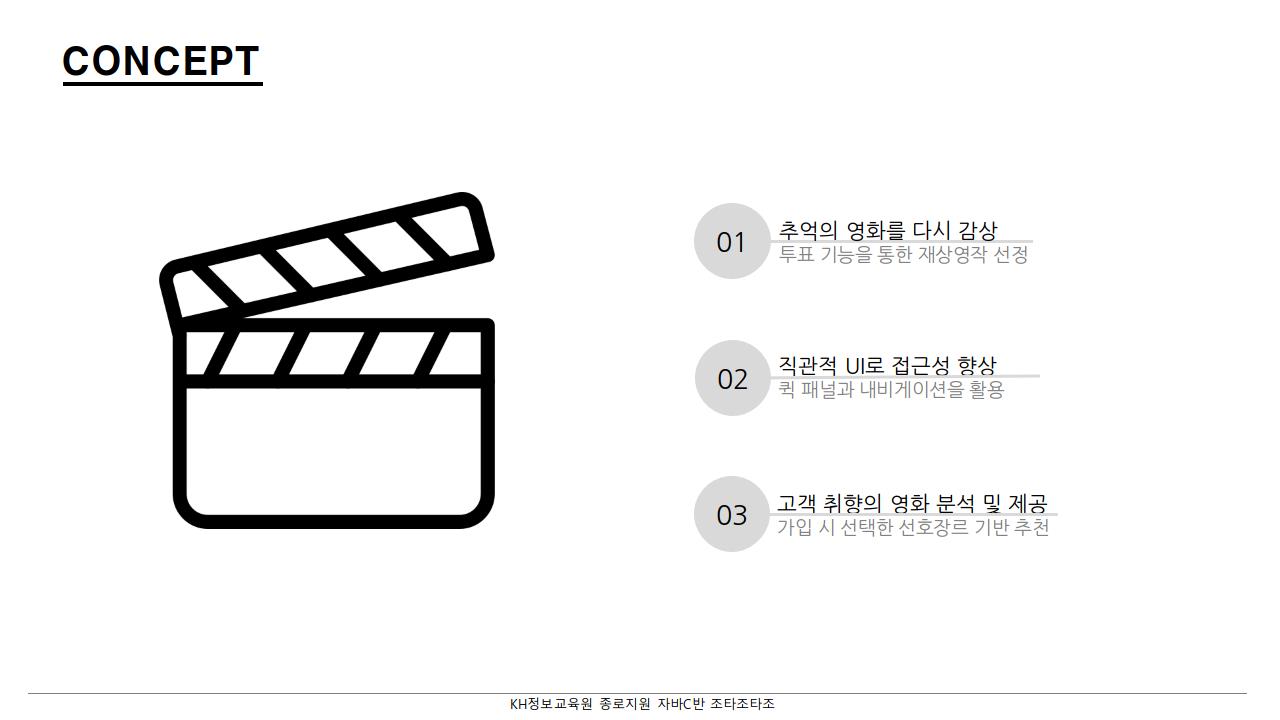 CONCEPT
01
추억의 영화를 다시 감상
투표 기능을 통한 재상영작 선정
02
직관적 UI로 접근성 향상
퀵 패널과 내비게이션을 활용
03
고객 취향의 영화 분석 및 제공
가입 시 선택한 선호장르 기반 추천
KH정보교육원 종로지원 자바C반 조타조타조